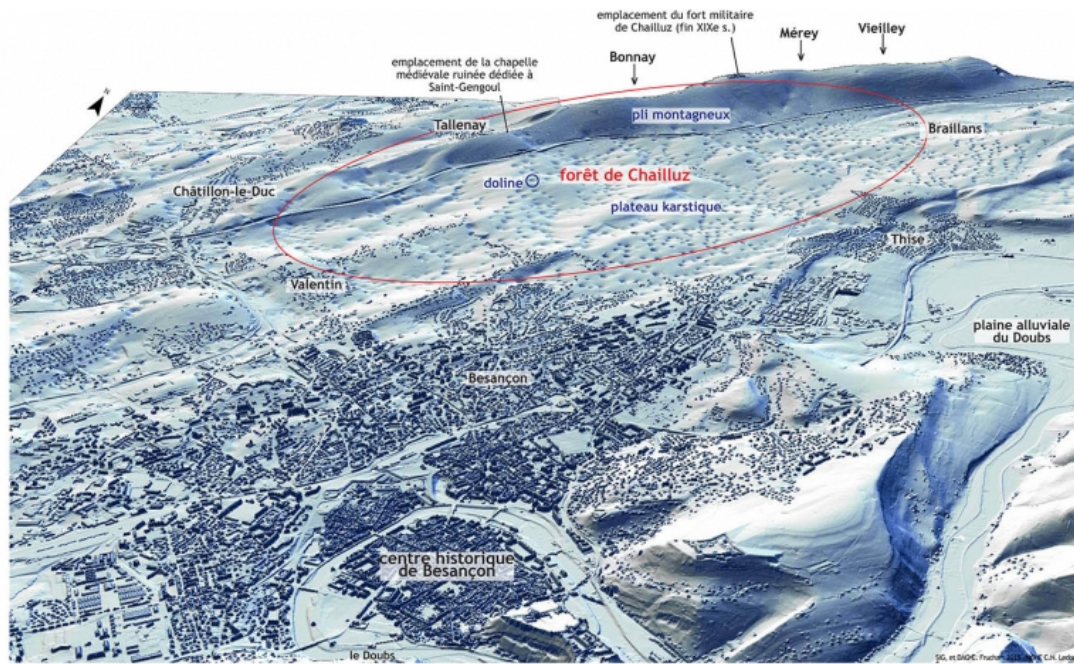 emplacement du fort militaire
de Chailluz (fin XIXe s.)
Mérey
Vieilley
Bonnay
emplacement de la chapelle
médiévale ruinée dédiée à
Saint-Gengoul
N
pli montagneux
Tallenay
Braillans
doline
forêt de Chailluz
Châtillon-le-Duc
plateau karstique
Thise
Valentin
plaine alluviale
du Doubs
Besançon
centre historique
de Besançon
le Doubs